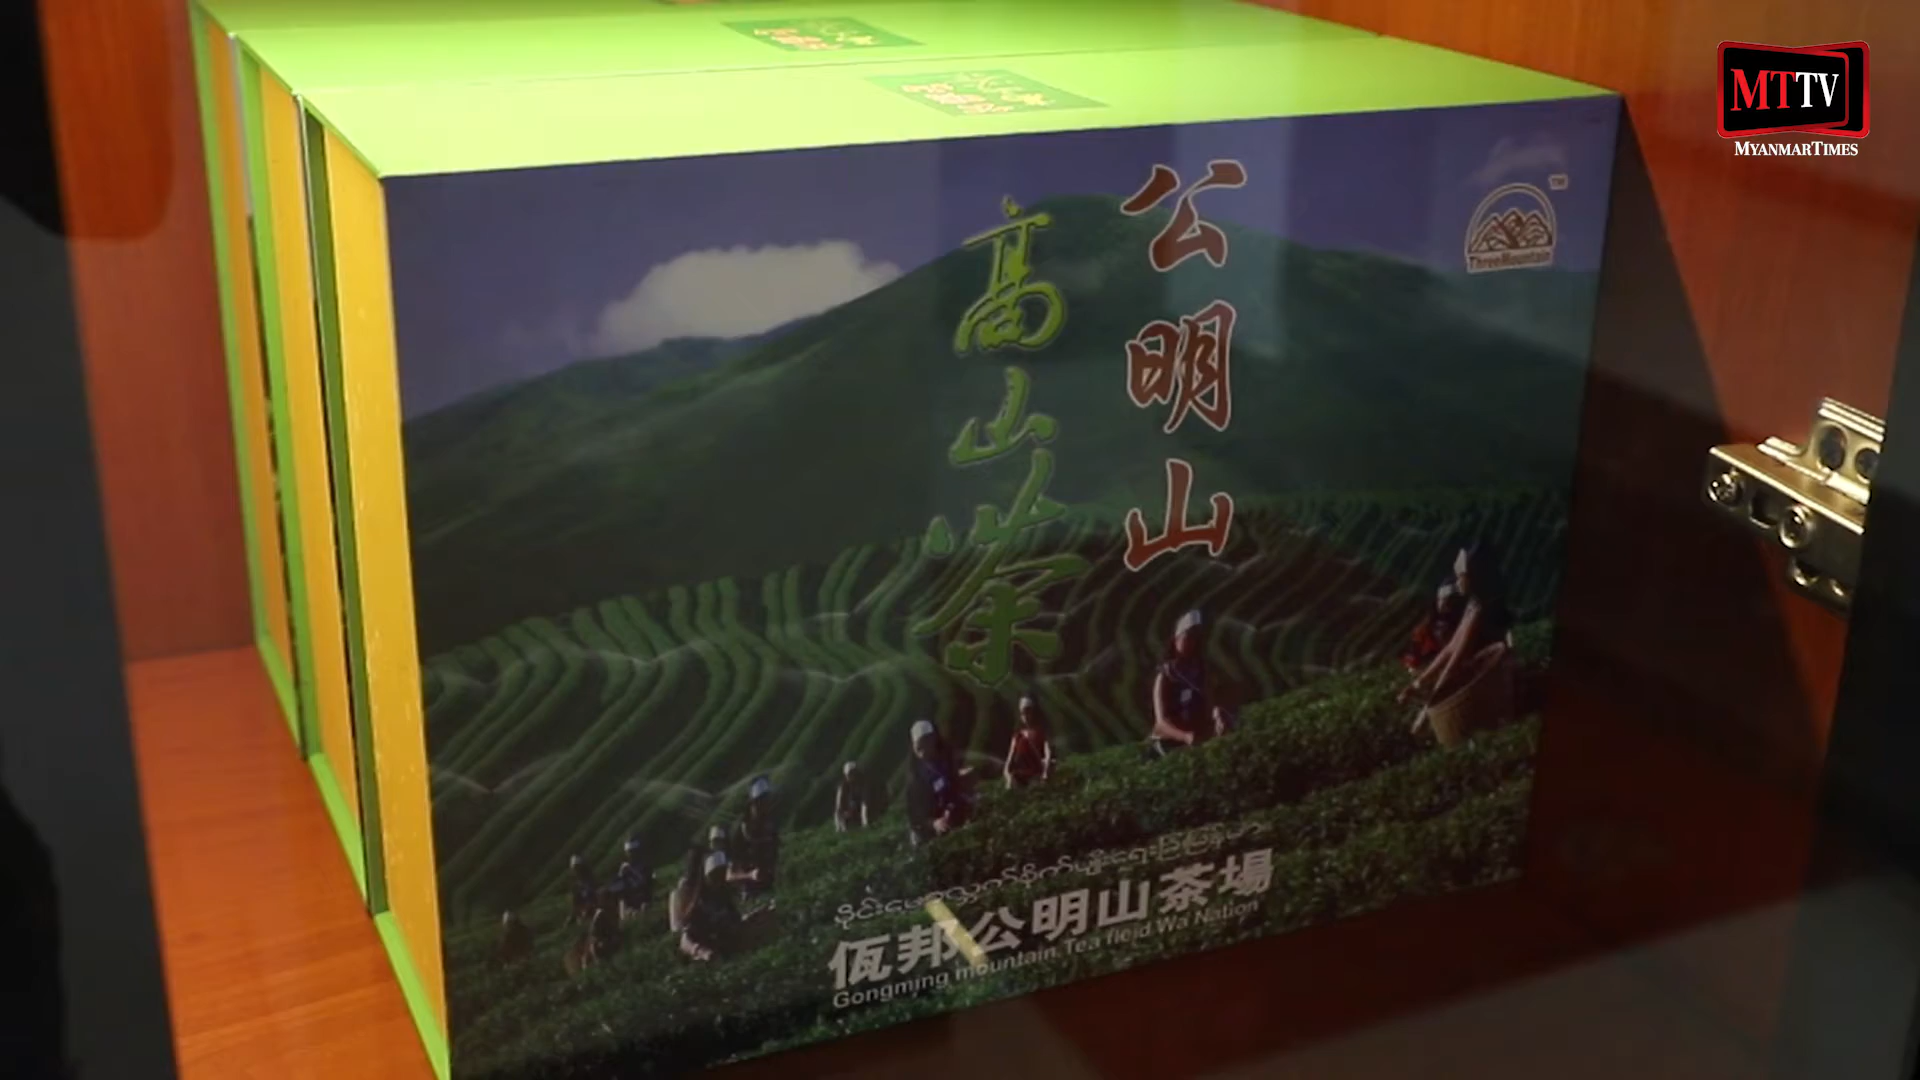 MTTV
MYANMARTIMES
公明山
高山茶
TM
ThreeMountain
佤邦公明山茶場
Gongming mountain Tea field Wa Nation